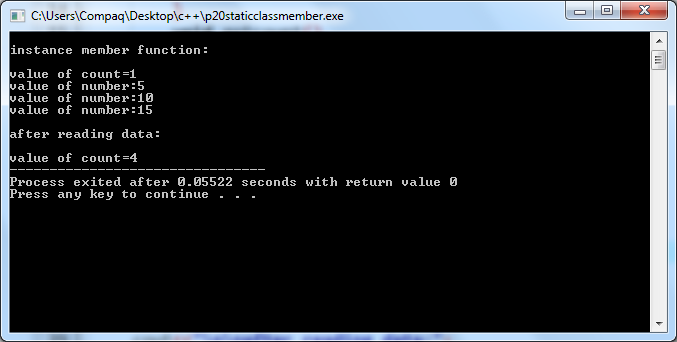 C:\Users\Compaq\Desktop\c++\p20staticclassmember.exe
instance member function:
value of count=1
value of number:5
value of number:10
value of number:15
after reading data:
value of count=4
--------------------------------
Process exited after 0.05522 seconds with return value 0
Press any key to continue . . .